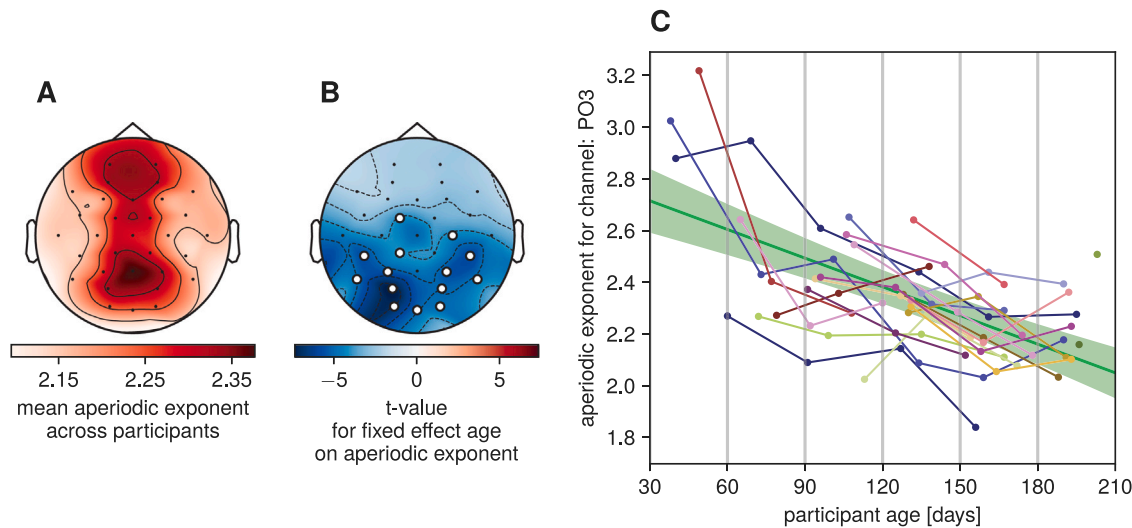 A
2.15 2.25 2.35
mean aperiodic exponent
across participants
B
−5 0 5
t-value
for fixed effect age
on aperiodic exponent
C
aperiodic exponent for channel: PO3
3.2
3.0
2.8
2.6
2.4
2.2
2.0
1.8
30 60 90 120 150 180 210
participant age [days]